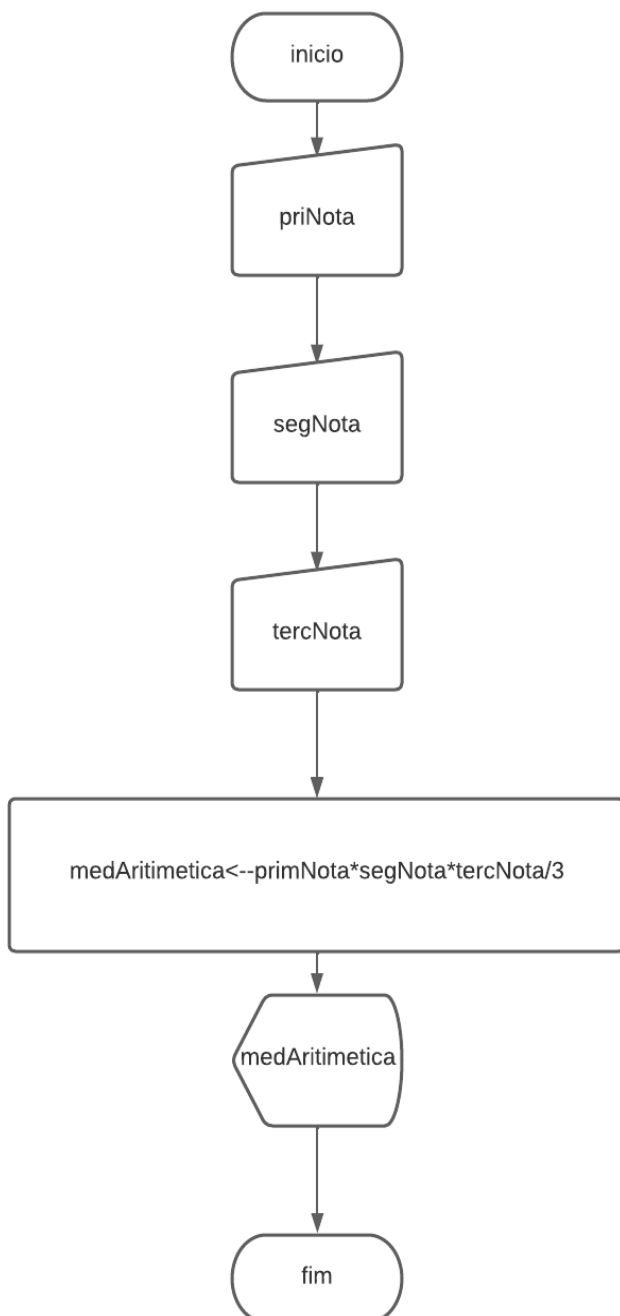 inicio
priNota
segNota
tercNota
medAritimetica<--primNota*segNota*tercNota/3
medAritimetica
fim